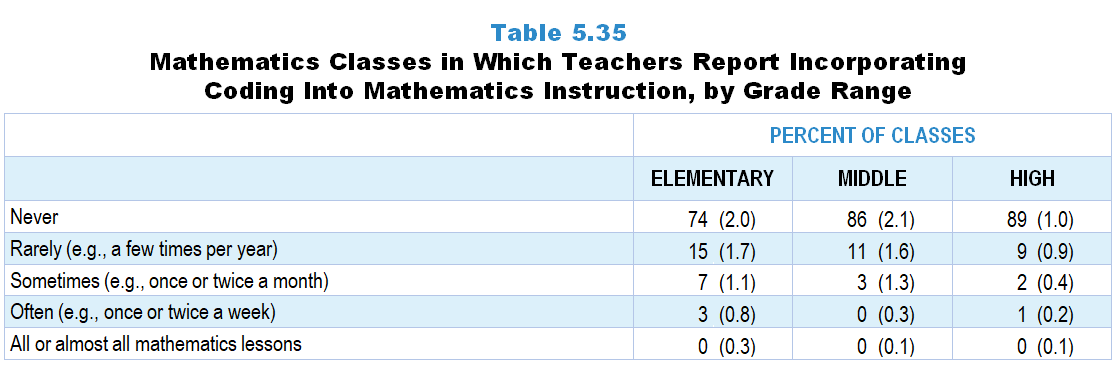 Table 5.35
Mathematics Classes in Which Teachers Report Incorporating
Coding Into Mathematics Instruction, by Grade Range
PERCENT OF CLASSES
ELEMENTARY MIDDLE HIGH
Never 74 (2.0) 86 (2.1) 89 (1.0)
Rarely (e.g., a few times per year) 15 (1.7) 11 (1.6) 9 (0.9)
Sometimes (e.g., once or twice a month) 7 (1.1) 3 (1.3) 2 (0.4)
Often (e.g., once or twice a week) 3 (0.8) 0 (0.3) 1 (0.2)
All or almost all mathematics lessons 0 (0.3) 0 (0.1) 0 (0.1)